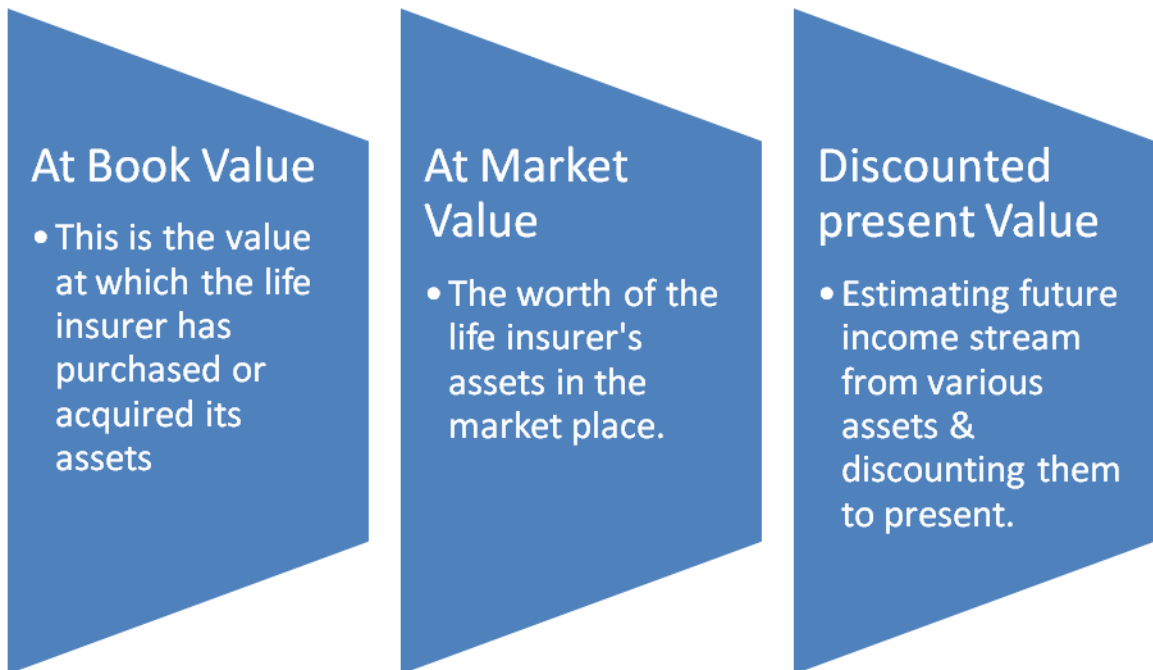 At Book Value
• This is the value
at which the life
insurer has
purchased or
acquired its
assets
At Market
Value
• The worth of the
life insurer's
assets in the
market place.
Discounted
present Value
• Estimating future
income stream
from various
assets &
discounting them
to present.